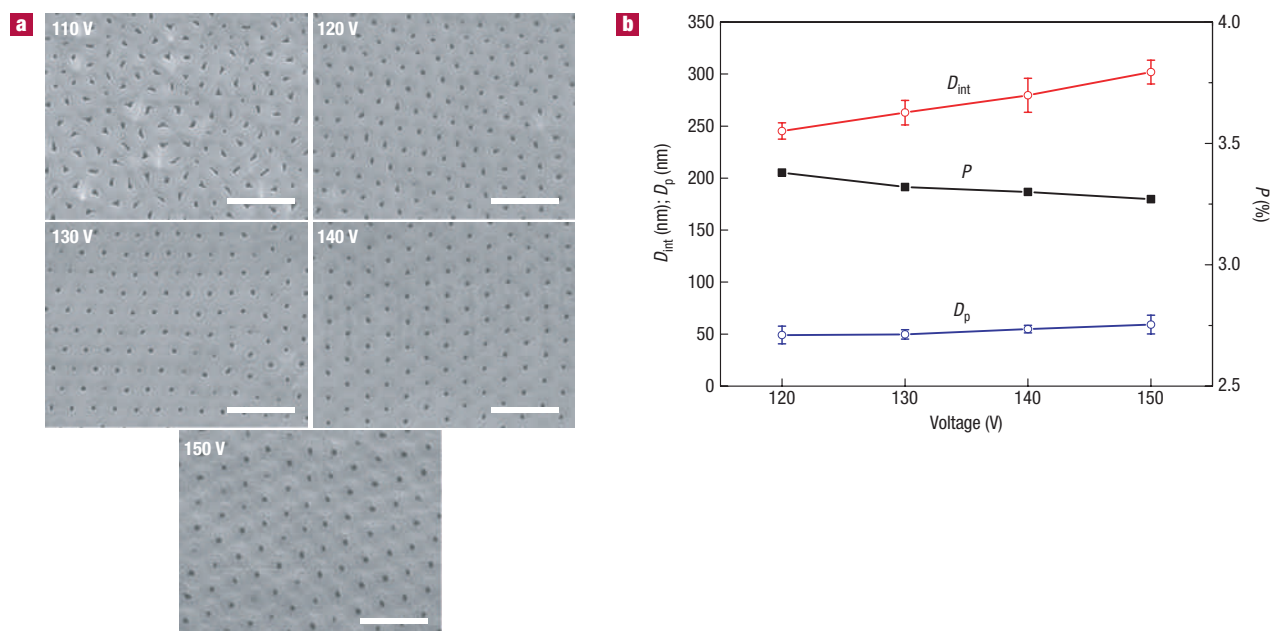 a
110 V
120 V
130 V
140 V
150 V
b
350
300
250
200
150
100
50
0
D_int (nm); D_p (nm)
D_int
P
D_p
4.0
3.5
3.0
2.5
P (%)
120
130
140
150
Voltage (V)